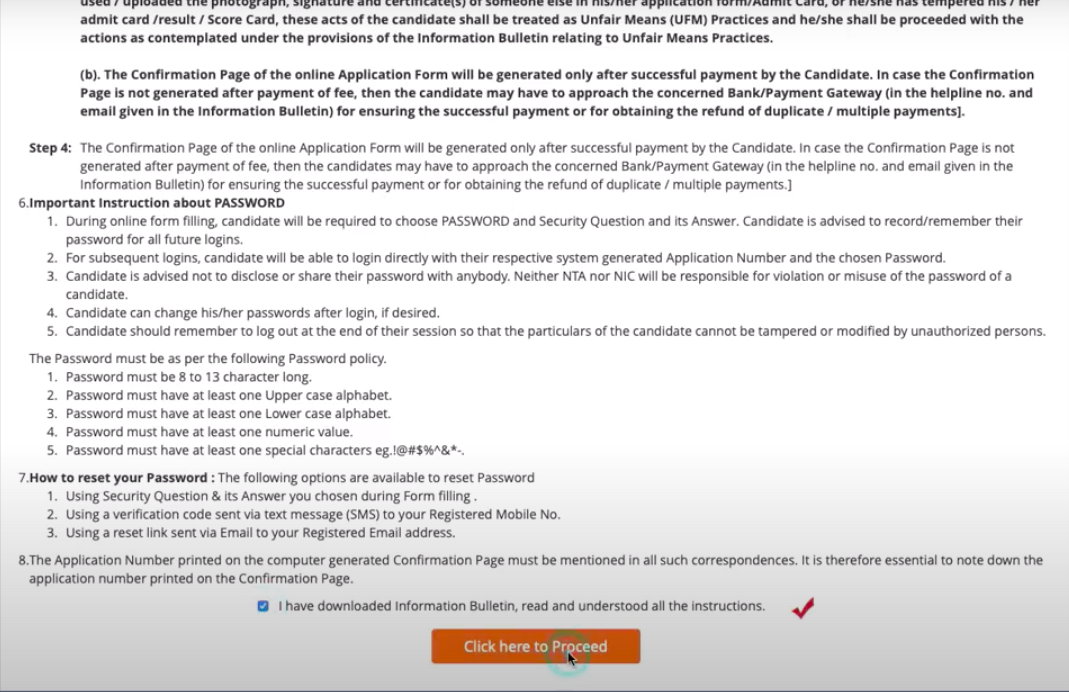 used / uploaded the photograph, signature and certificate(s) of someone else in his/her application form/Admit Card, or he/she has tempered his / her
admit card /result / Score Card, these acts of the candidate shall be treated as Unfair Means (UFM) Practices and he/she shall be proceeded with the
actions as contemplated under the provisions of the Information Bulletin relating to Unfair Means Practices.
(b). The Confirmation Page of the online Application Form will be generated only after successful payment by the Candidate. In case the Confirmation
Page is not generated after payment of fee, then the candidate may have to approach the concerned Bank/Payment Gateway (in the helpline no. and
email given in the Information Bulletin) for ensuring the successful payment or for obtaining the refund of duplicate / multiple payments].
Step 4: The Confirmation Page of the online Application Form will be generated only after successful payment by the Candidate. In case the Confirmation Page is not
generated after payment of fee, then the candidates may have to approach the concerned Bank/Payment Gateway (in the helpline no. and email given in the
Information Bulletin) for ensuring the successful payment or for obtaining the refund of duplicate / multiple payments.]
6.Important Instruction about PASSWORD
1. During online form filling, candidate will be required to choose PASSWORD and Security Question and its Answer. Candidate is advised to record/remember their
password for all future logins.
2. For subsequent logins, candidate will be able to login directly with their respective system generated Application Number and the chosen Password.
3. Candidate is advised not to disclose or share their password with anybody. Neither NTA nor NIC will be responsible for violation or misuse of the password of a
candidate.
4. Candidate can change his/her passwords after login, if desired.
5. Candidate should remember to log out at the end of their session so that the particulars of the candidate cannot be tampered or modified by unauthorized persons.
The Password must be as per the following Password policy.
1. Password must be 8 to 13 character long.
2. Password must have at least one Upper case alphabet.
3. Password must have at least one Lower case alphabet.
4. Password must have at least one numeric value.
5. Password must have at least one special characters eg.!@#$%^&*-.
7.How to reset your Password : The following options are available to reset Password
1. Using Security Question & its Answer you chosen during Form filling .
2. Using a verification code sent via text message (SMS) to your Registered Mobile No.
3. Using a reset link sent via Email to your Registered Email address.
8.The Application Number printed on the computer generated Confirmation Page must be mentioned in all such correspondences. It is therefore essential to note down the
application number printed on the Confirmation Page.
I have downloaded Information Bulletin, read and understood all the instructions.
Click here to Proceed